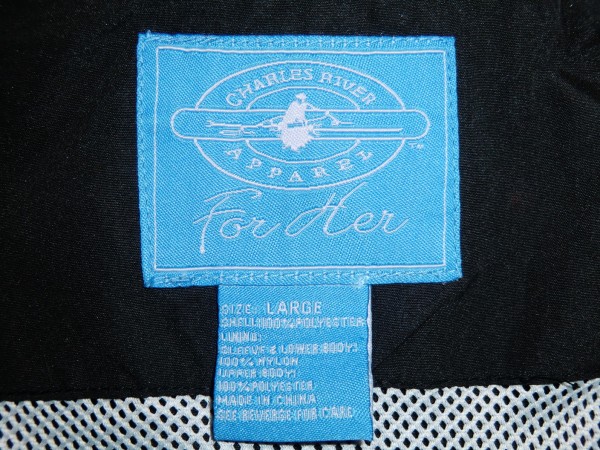 CHARLES RIVER
APPAREL
TM
For Her
SIZE: LARGE
SHELL:100%POLYESTER
LINING:
SLEEVE & LOWER BODY:
100% NYLON
UPPER BODY:
100%POLYESTER
MADE IN CHINA
SEE REVERSE FOR CARE